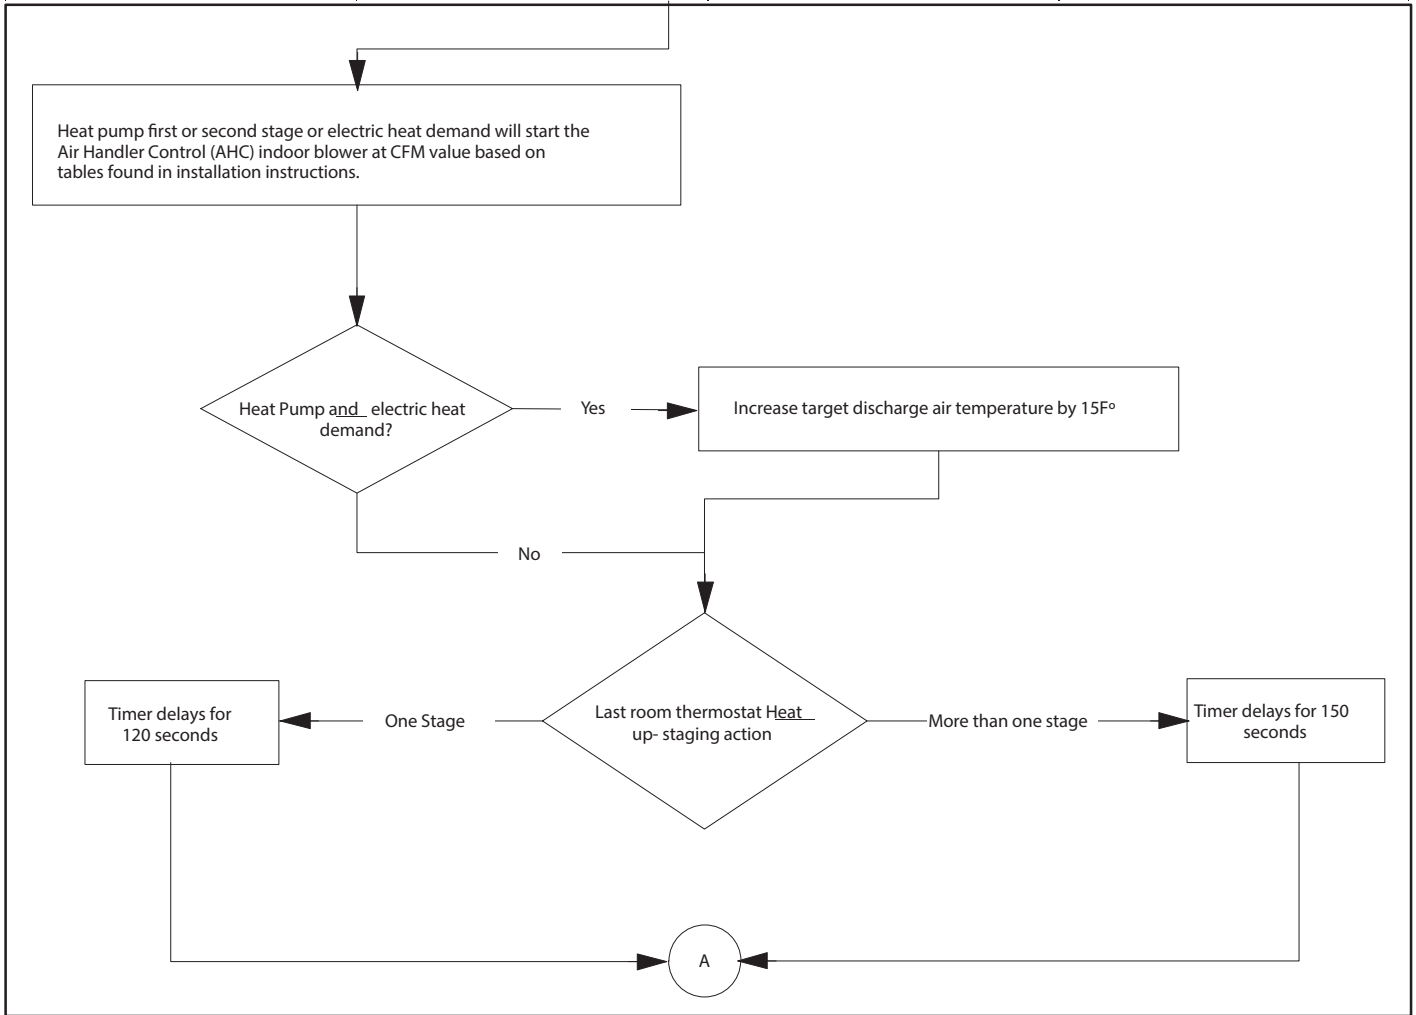 Heat pump first or second stage or electric heat demand will start the
Air Handler Control (AHC) indoor blower at CFM value based on
tables found in installation instructions.
Heat Pump and electric heat
demand?
Yes
Increase target discharge air temperature by 15Fº
No
Timer delays for
120 seconds
One Stage
Last room thermostat Heat
up- staging action
More than one stage
Timer delays for 150
seconds
A